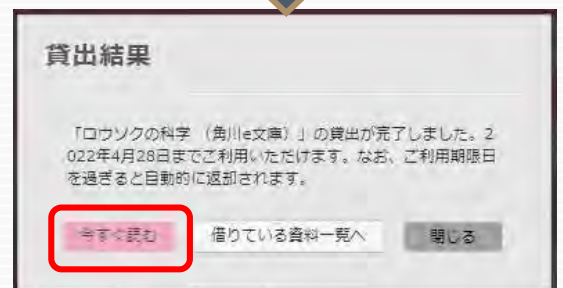 貸出結果
「ロウソクの科学 （角川e文庫）」の貸出が完了しました。2
022年4月28日までご利用いただけます。なお、ご利用期限日
を過ぎると自動的に返却されます。
今すぐ読む 借りている資料一覧へ 閉じる